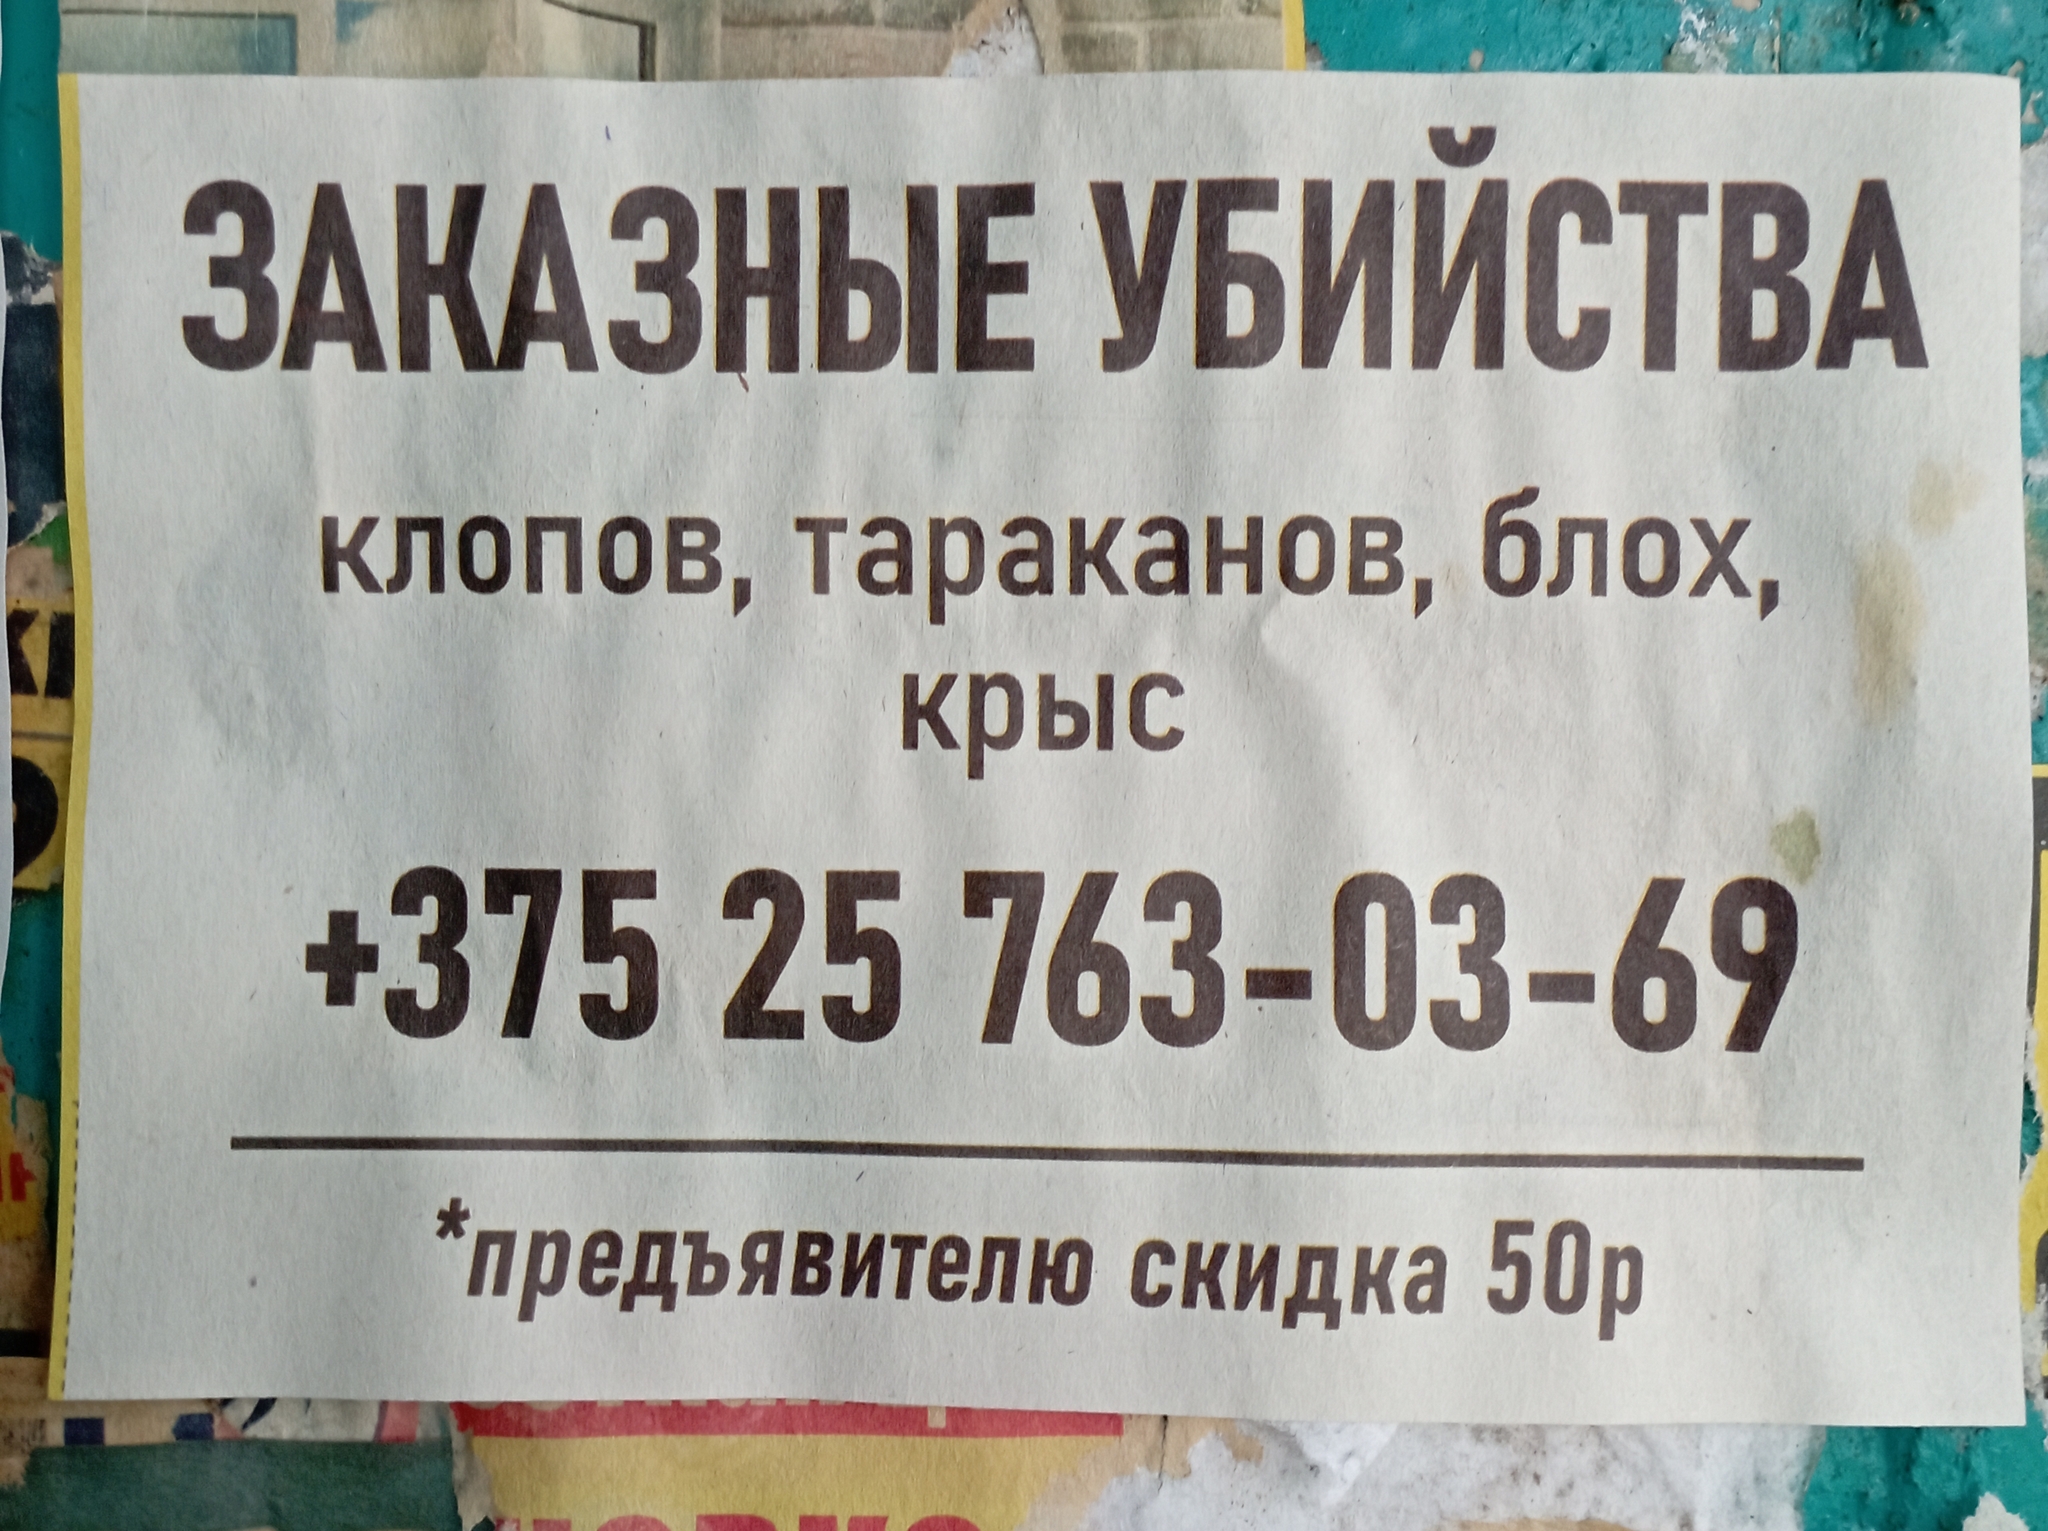 ЗАКАЗНЫЕ УБИЙСТВА
клопов, тараканов, блох,
крыс
+375 25 763-03-69
*предъявителю скидка 50р